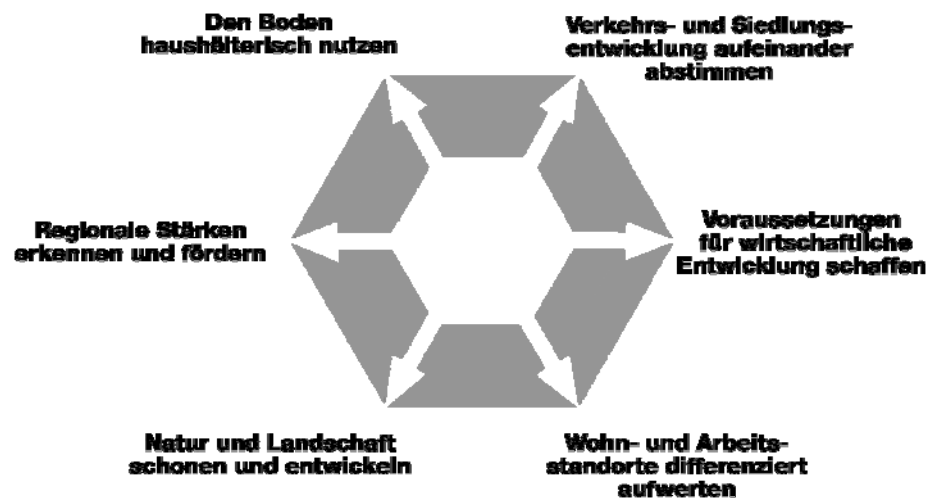 Den Boden
haushälterisch nutzen
Verkehrs- und Siedlungs-
entwicklung aufeinander
abstimmen
Regionale Stärken
erkennen und fördern
Voraussetzungen
für wirtschaftliche
Entwicklung schaffen
Natur und Landschaft
schonen und entwickeln
Wohn- und Arbeits-
standorte differenziert
aufwerten